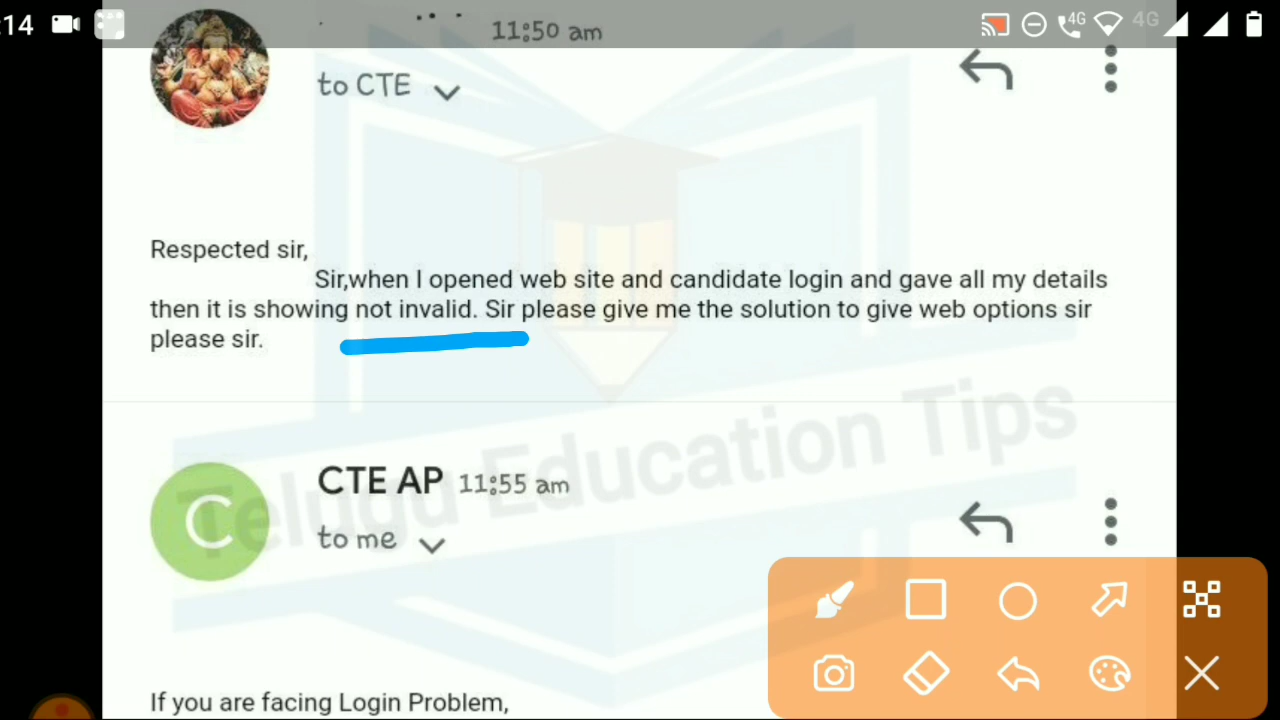 :14
4G
4G
11:50 am
to CTE
Respected sir,
Sir,when I opened web site and candidate login and gave all my details
then it is showing not invalid. Sir please give me the solution to give web options sir
please sir.
Telugu Education Tips
C
CTE AP 11:55 am
to me
If you are facing Login Problem,